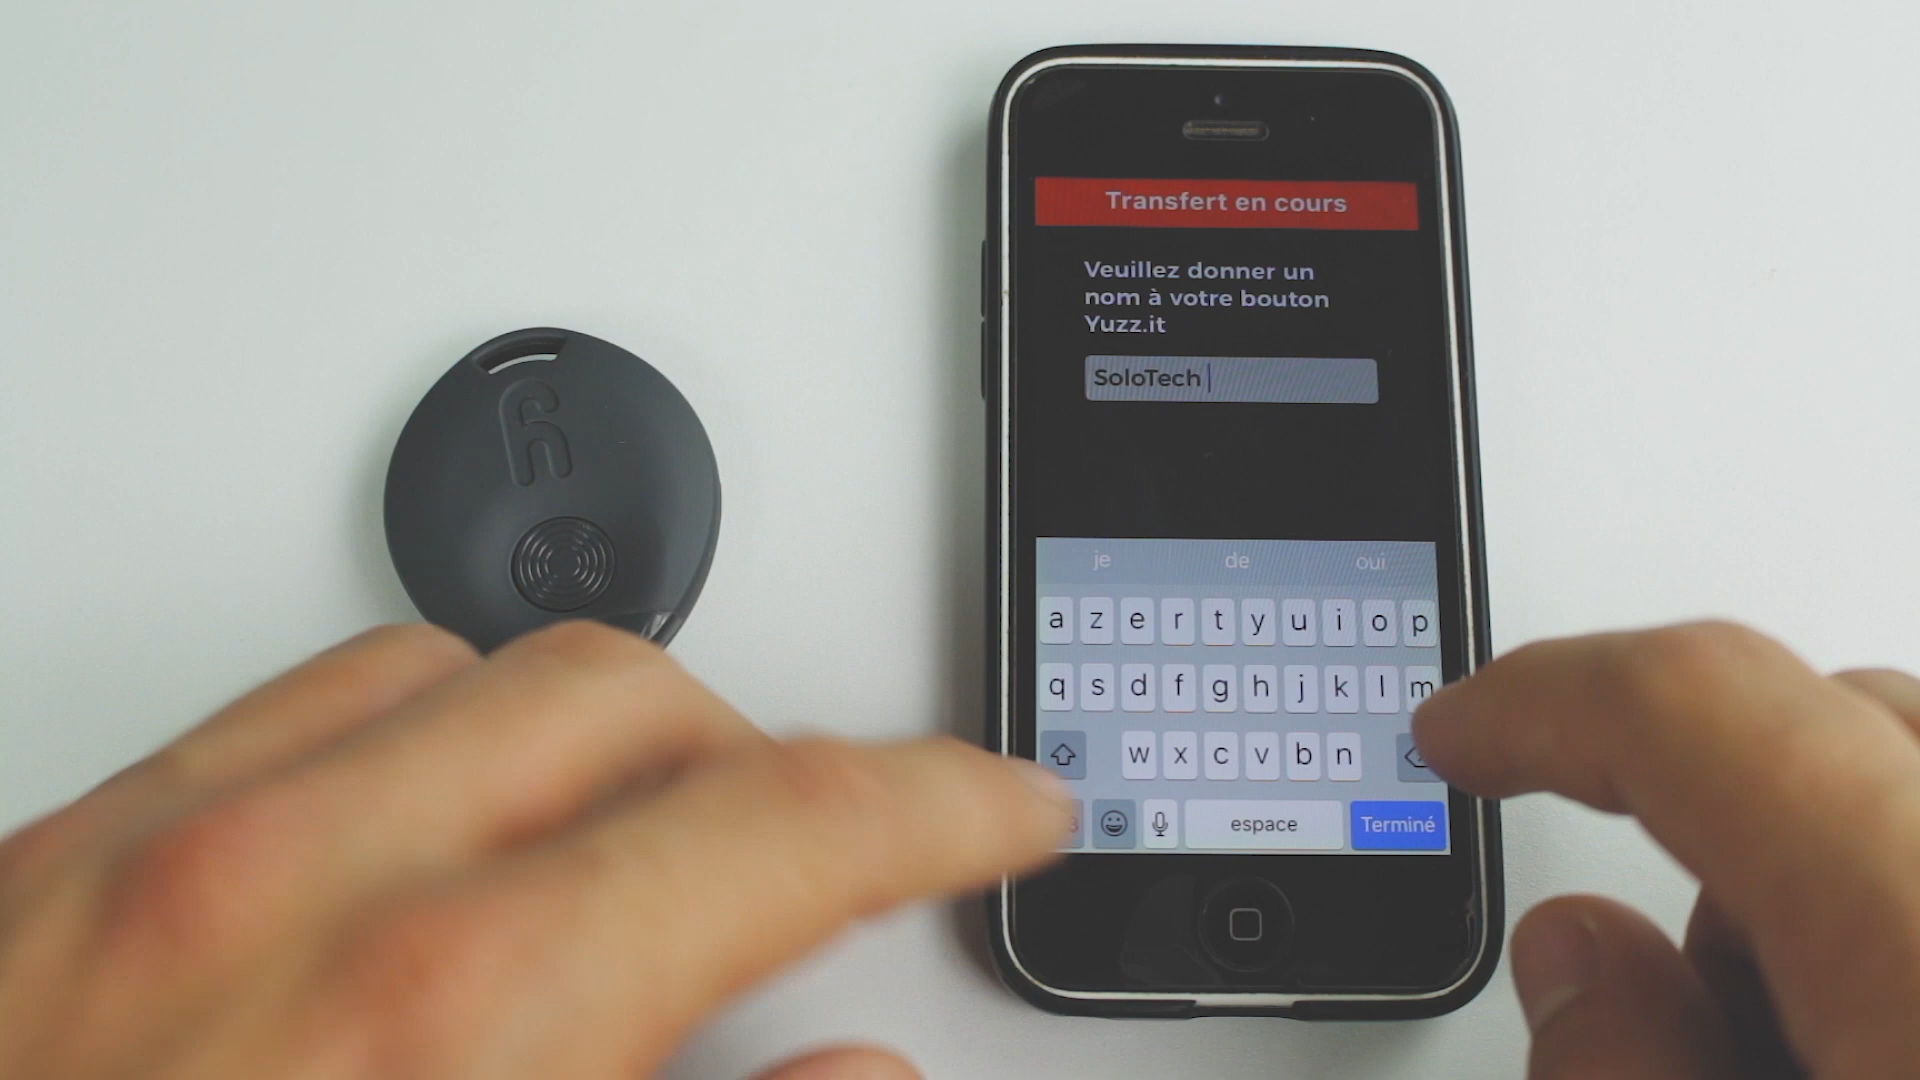 Transfert en cours
Veuillez donner un
nom à votre bouton
Yuzz.it
SoloTech
je de oui
a z e r t y u i o p
q s d f g h j k l m
w x c v b n
espace Terminé